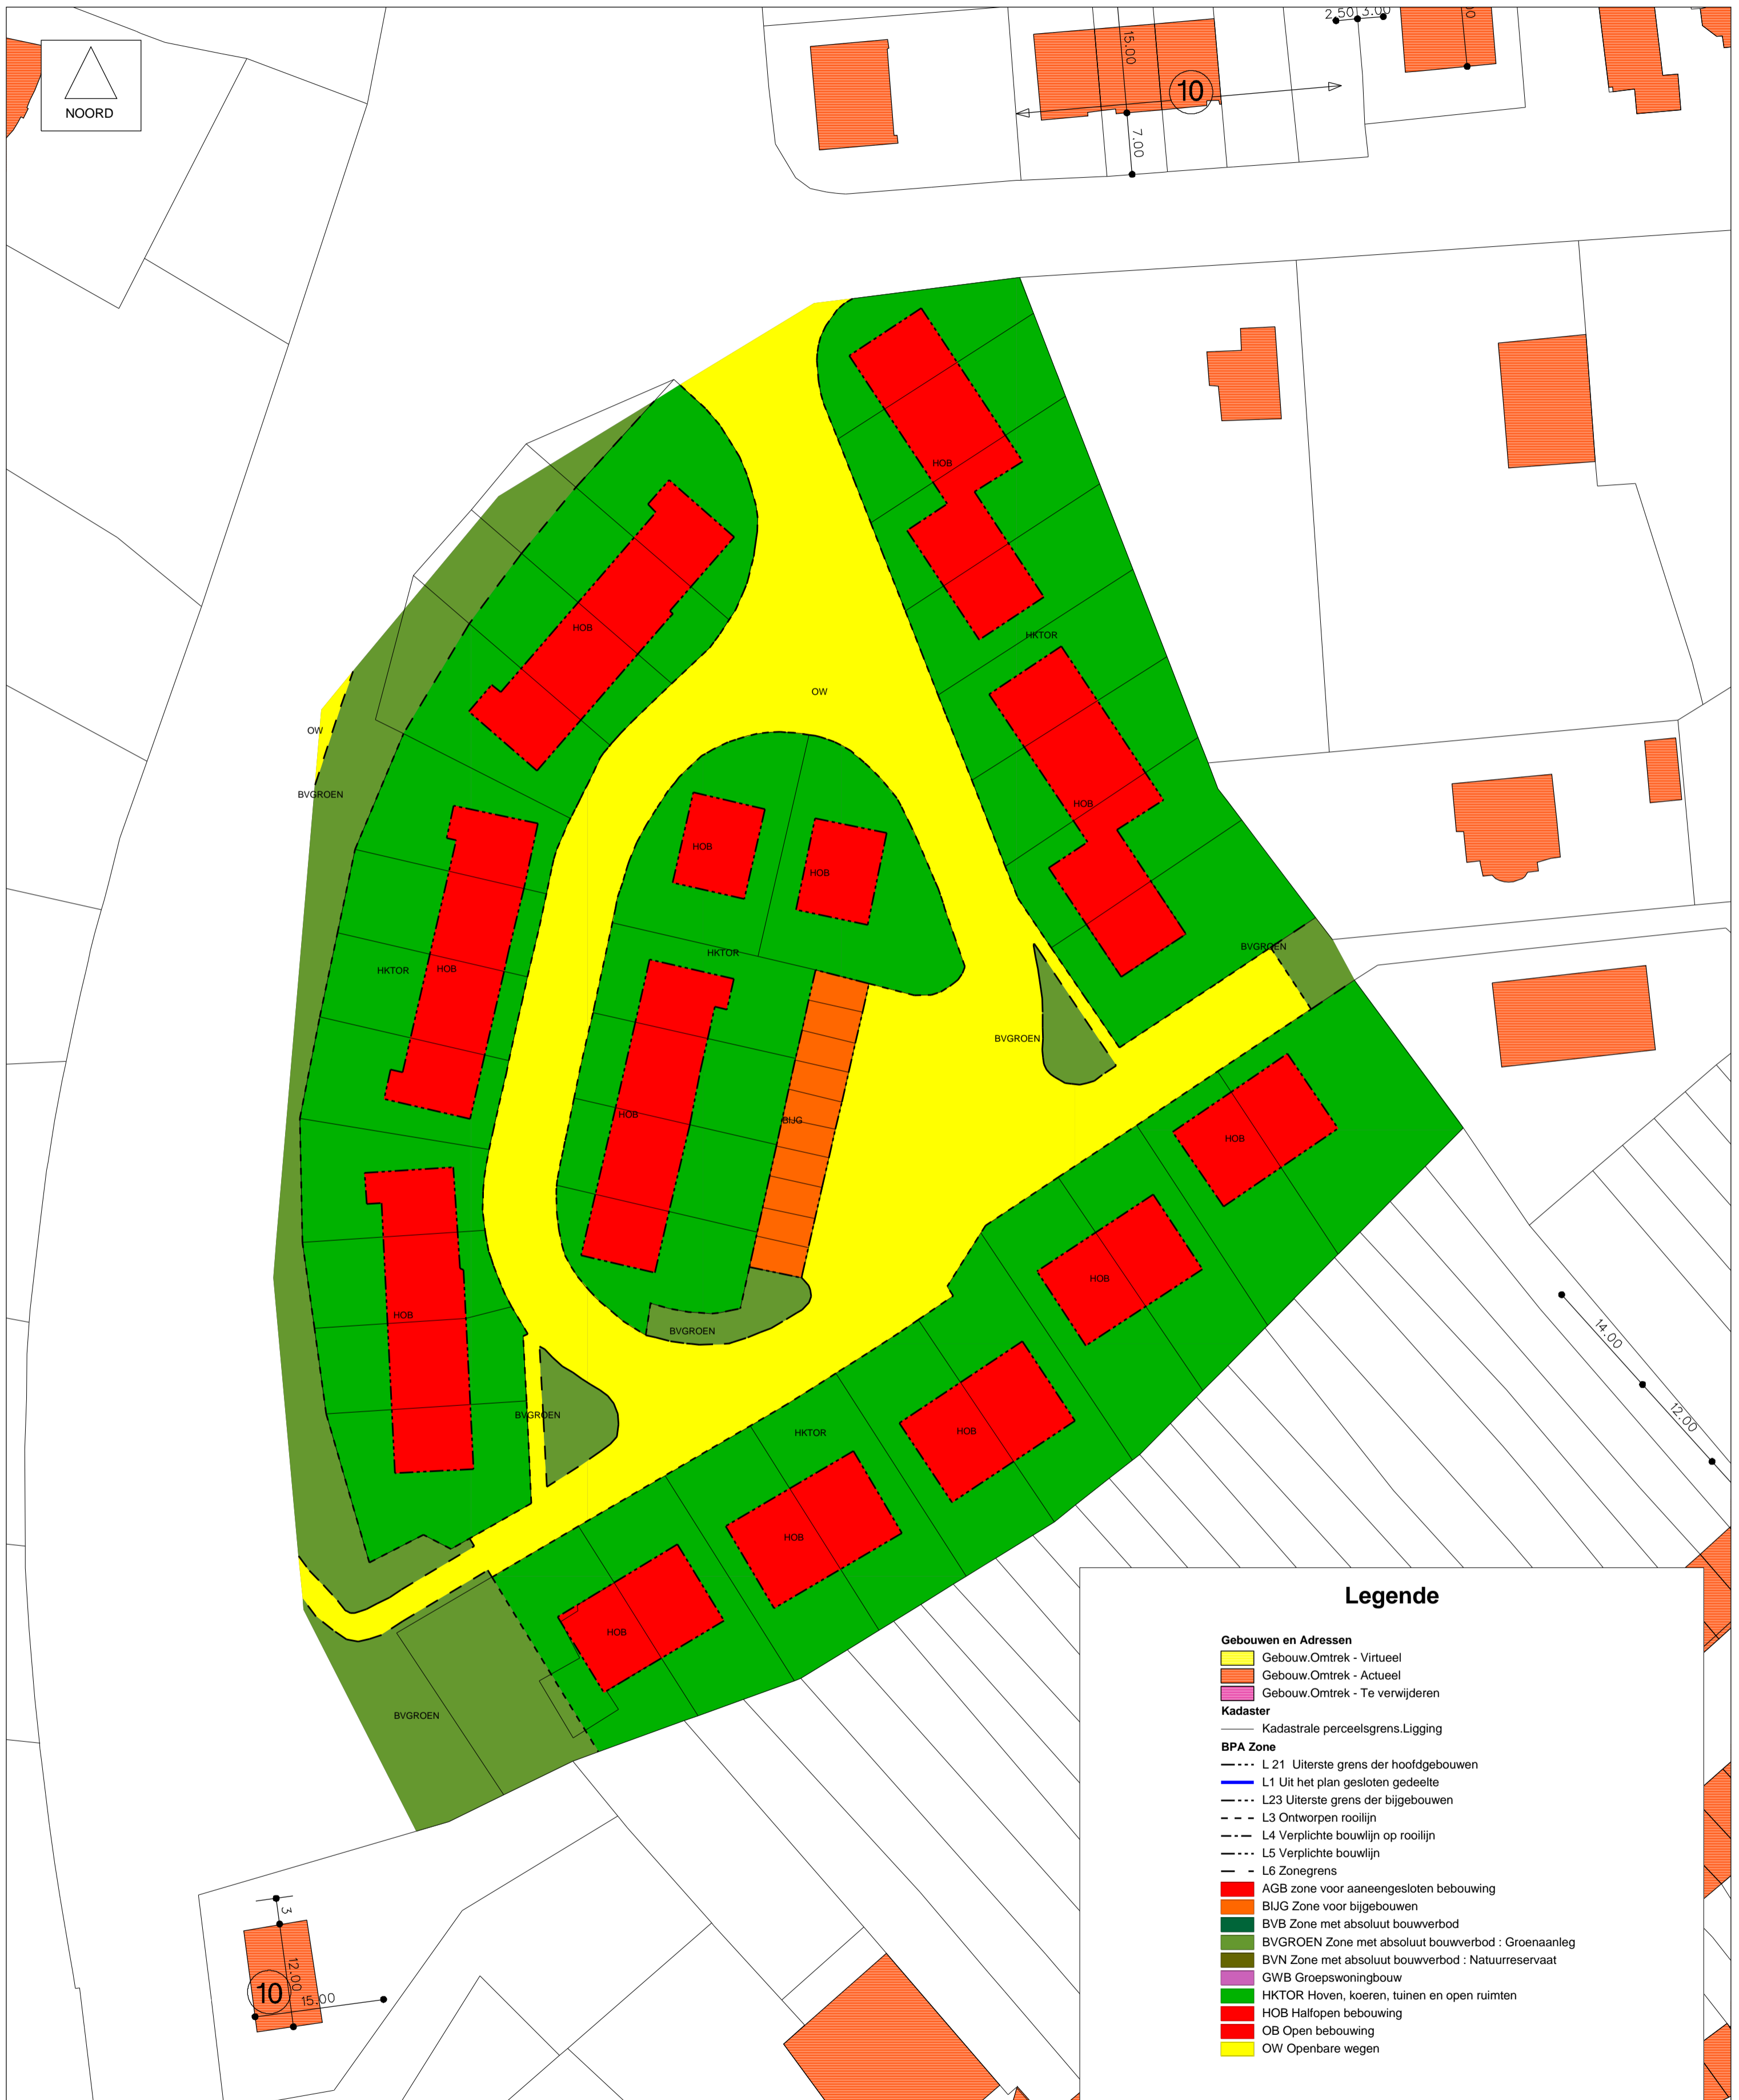 2.50 3.00
NOORD
15.00
10
7.00
HOB
HOB
HKTOR
OW
OW
BVGROEN
HOB
HOB
HOB
BVGROEN
HKTOR
HKTOR
HOB
BVGROEN
HOB
BIJG
HOB
HOB
HOB
14.00
BVGROEN
12.00
BVGROEN
HKTOR
HOB
HOB
HOB
BVGROEN
3
12.00
10
15.00
Legende
Gebouwen en Adressen
Gebouw.Omtrek - Virtueel
Gebouw.Omtrek - Actueel
Gebouw.Omtrek - Te verwijderen
Kadaster
Kadastrale perceelsgrens.Ligging
BPA Zone
L 21 Uiterste grens der hoofdgebouwen
L1 Uit het plan gesloten gedeelte
L23 Uiterste grens der bijgebouwen
L3 Ontworpen rooilijn
L4 Verplichte bouwlijn op rooilijn
L5 Verplichte bouwlijn
L6 Zonegrens
AGB zone voor aaneengesloten bebouwing
BIJG Zone voor bijgebouwen
BVB Zone met absoluut bouwverbod
BVGROEN Zone met absoluut bouwverbod : Groenaanleg
BVN Zone met absoluut bouwverbod : Natuurreservaat
GWB Groepswoningbouw
HKTOR Hoven, koeren, tuinen en open ruimten
HOB Halfopen bebouwing
OB Open bebouwing
OW Openbare wegen